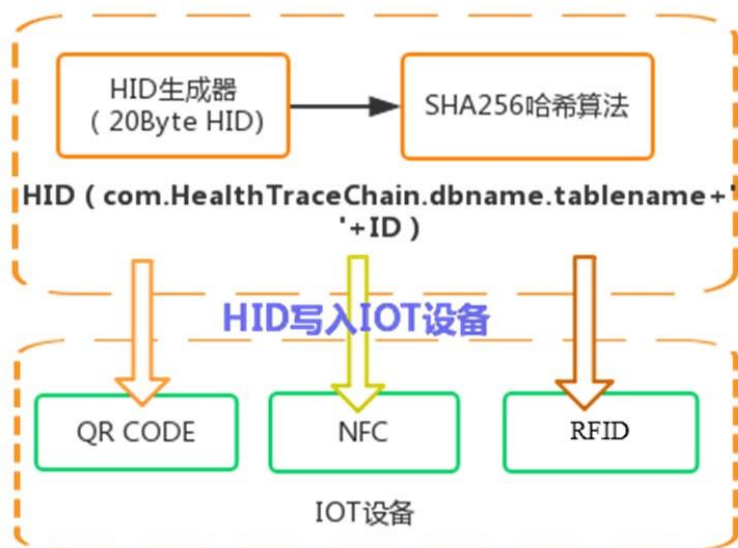 HID生成器
( 20Byte HID)
SHA256哈希算法
HID ( com.HealthTraceChain.dbname.tablename+'
'+ID )
HID写入IOT设备
QR CODE
NFC
RFID
IOT设备